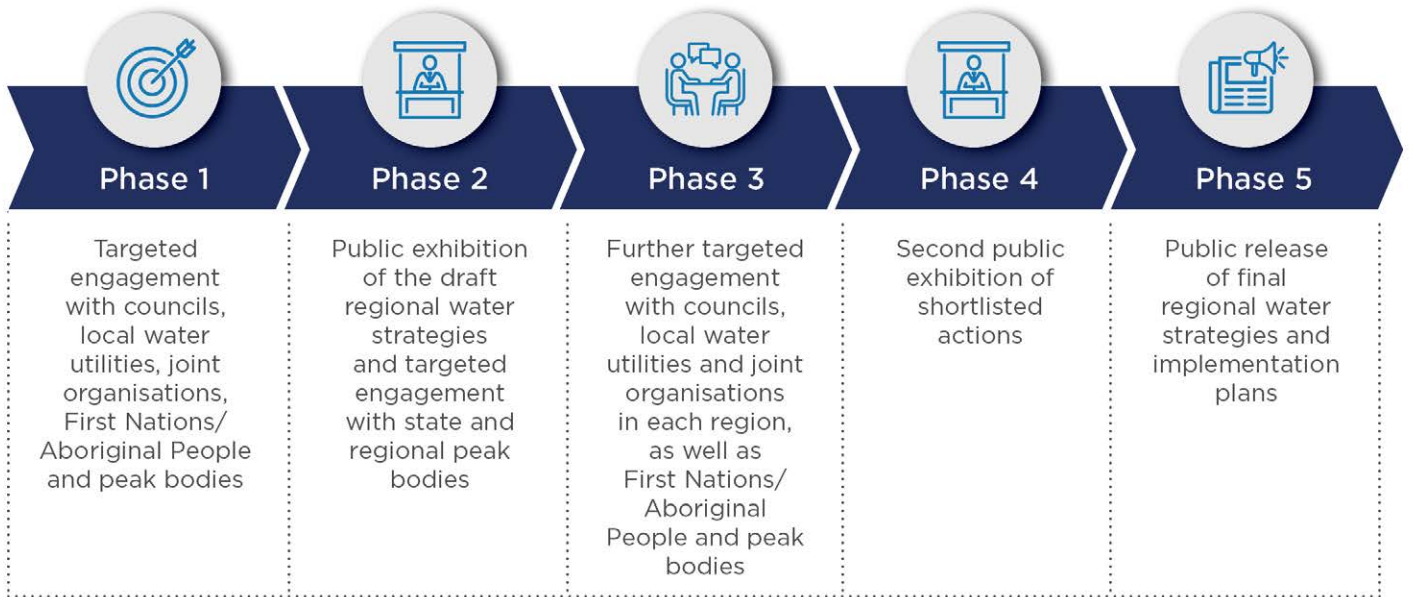 Phase 1
Phase 2
Phase 3
Phase 4
Phase 5
Targeted
engagement
with councils,
local water
utilities, joint
organisations,
First Nations/
Aboriginal People
and peak bodies
Public exhibition
of the draft
regional water
strategies
and targeted
engagement
with state and
regional peak
bodies
Further targeted
engagement
with councils,
local water
utilities and joint
organisations
in each region,
as well as
First Nations/
Aboriginal
People and peak
bodies
Second public
exhibition of
shortlisted
actions
Public release
of final
regional water
strategies and
implementation
plans